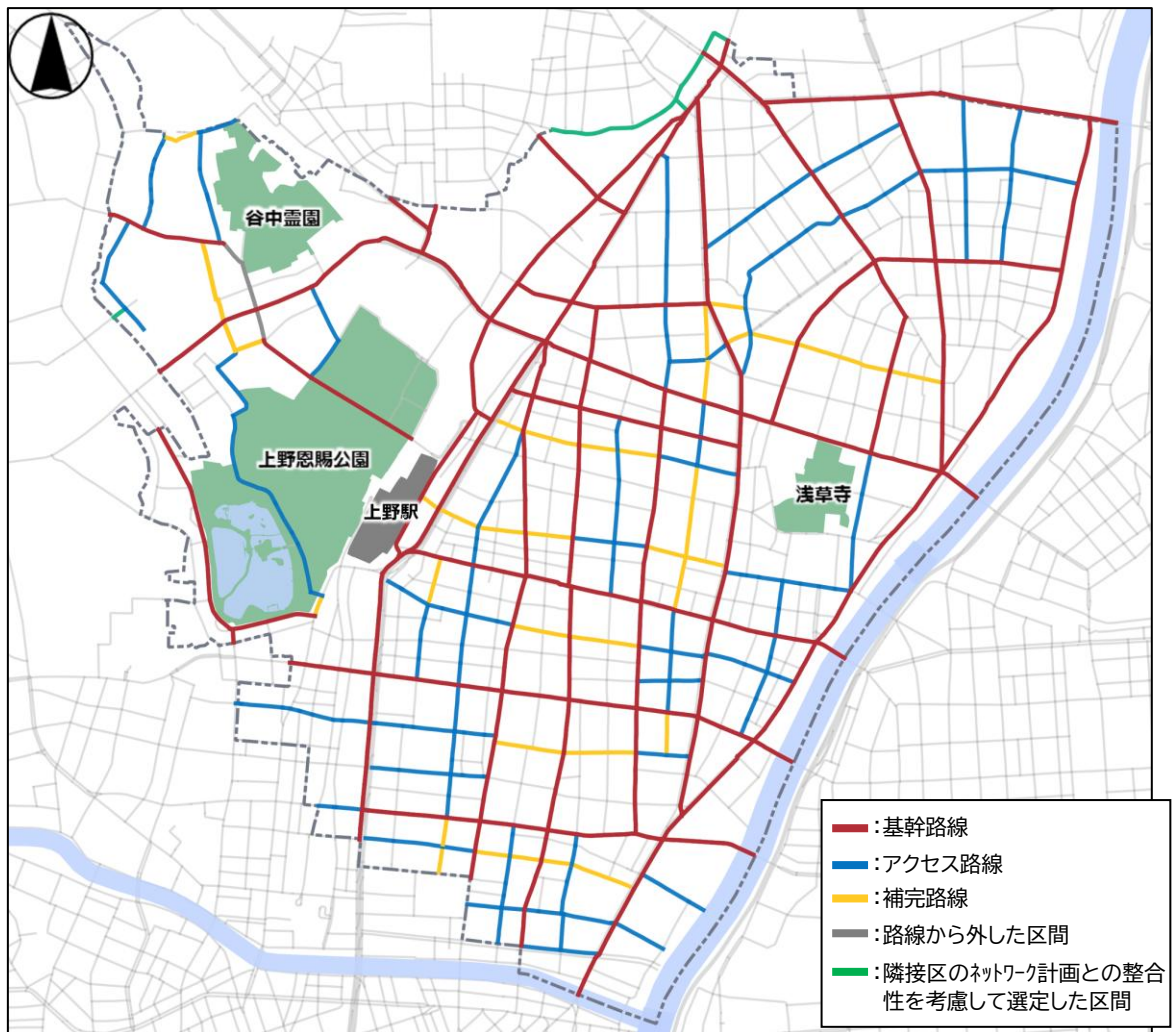 谷中霊園
上野恩賜公園
上野駅
浅草寺
：基幹路線
：アクセス路線
：補完路線
：路線から外した区間
：隣接区のﾈｯﾄﾜｰｸ計画との整合
性を考慮して選定した区間